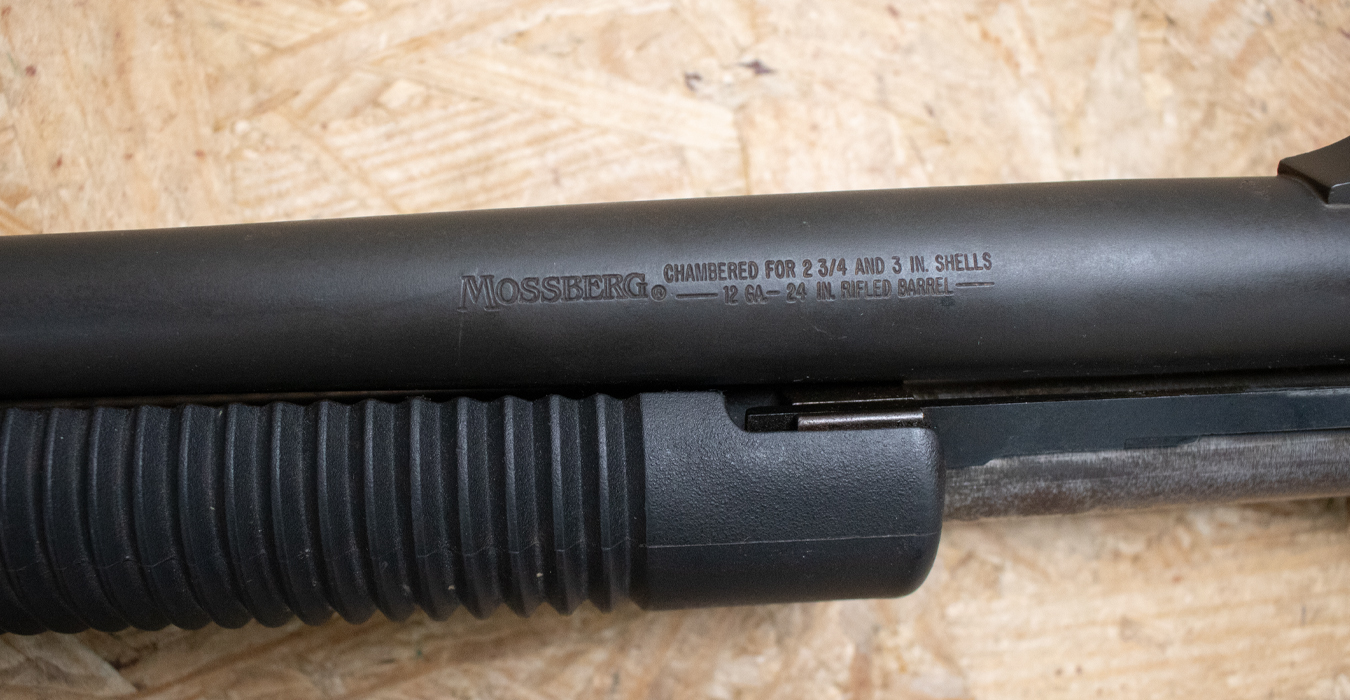 MOSSBERG®
CHAMBERED FOR 2 3/4 AND 3 IN. SHELLS
— 12 GA — 24 IN. RIFLED BARREL —